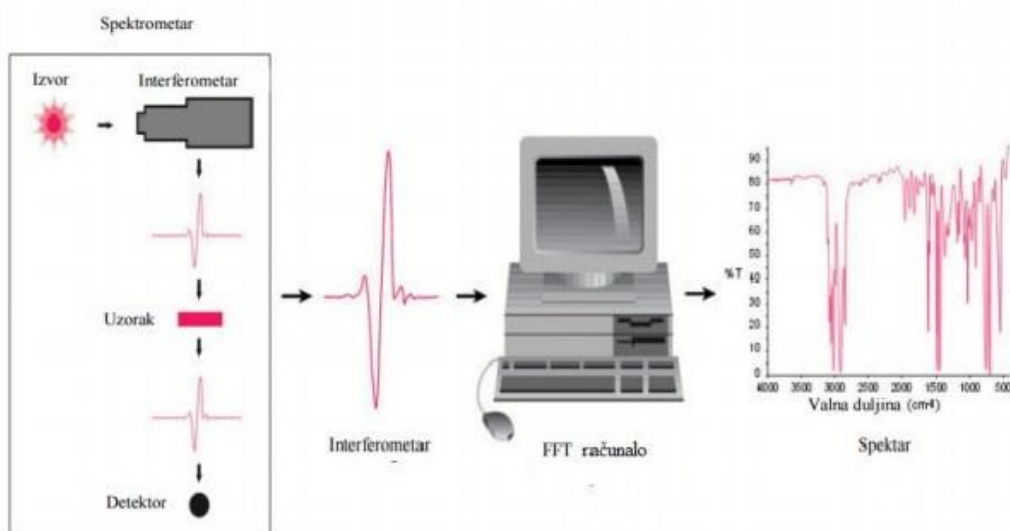 Spektrometar
Izvor
Interferometar
Uzorak
Detektor
Interferometar
FFT računalo
90
80
70
60
50
%T
40
30
20
10
0
4000 3500 3000 2500 2000 1500 1000 500
Valna duljina (cm-1)
Spektar